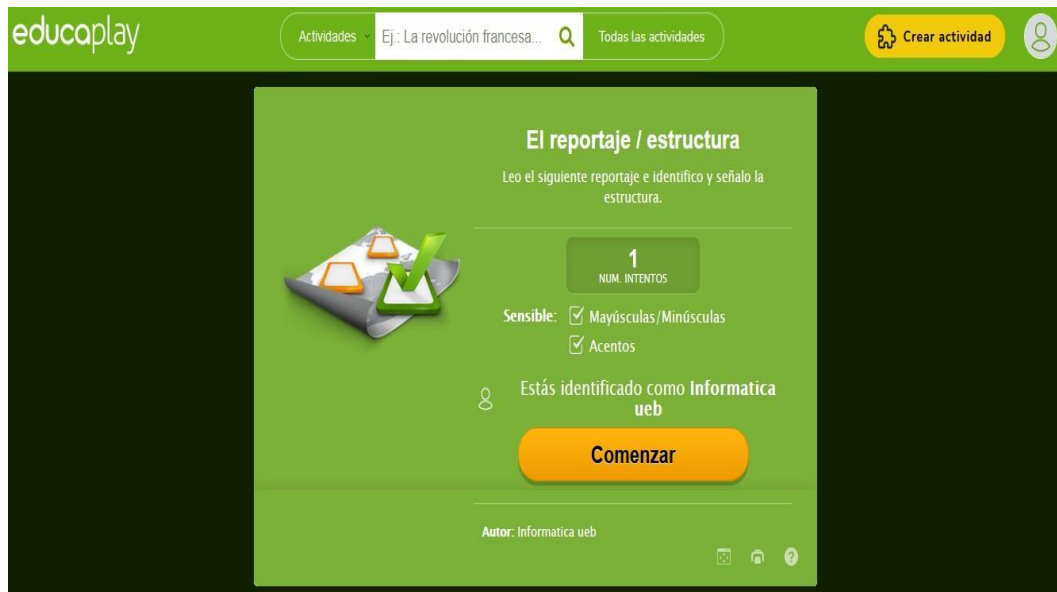 educaplay
Actividades Ej.: La revolución francesa... Todas las actividades
Crear actividad
El reportaje / estructura
Leo el siguiente reportaje e identifico y señalo la
estructura.
1
NUM. INTENTOS
Sensible: Mayúsculas/Minúsculas
Acentos
Estás identificado como Informatica
ueb
Comenzar
Autor: Informatica ueb
?